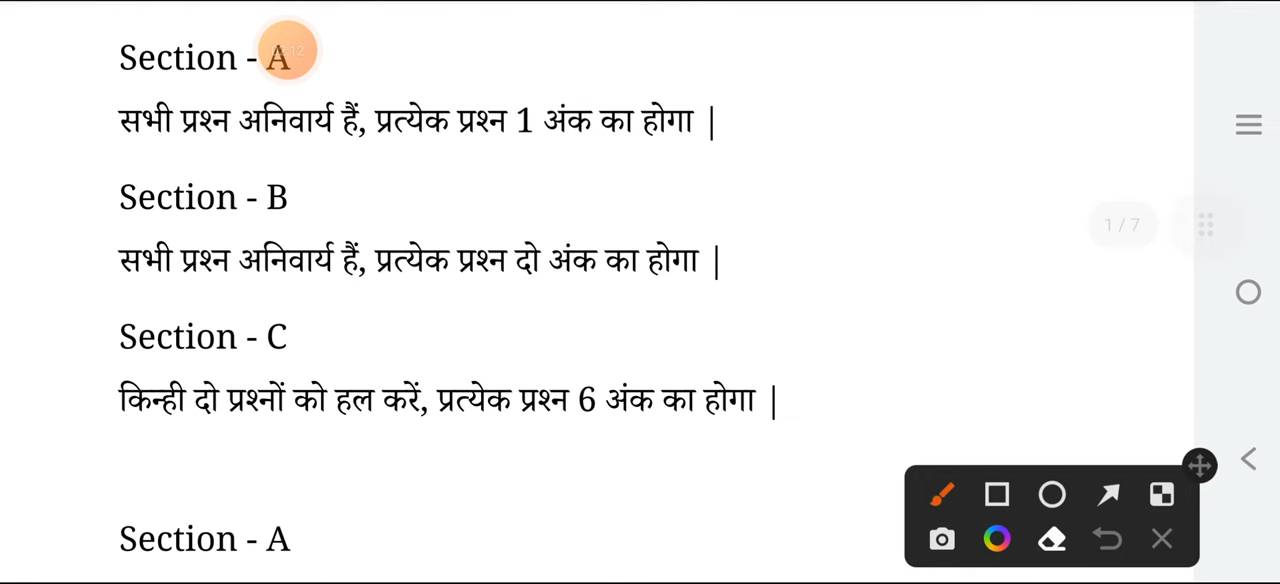 Section - A
सभी प्रश्न अनिवार्य हैं, प्रत्येक प्रश्न 1 अंक का होगा |
Section - B
सभी प्रश्न अनिवार्य हैं, प्रत्येक प्रश्न दो अंक का होगा |
1 / 7
Section - C
किन्ही दो प्रश्नों को हल करें, प्रत्येक प्रश्न 6 अंक का होगा |
Section - A